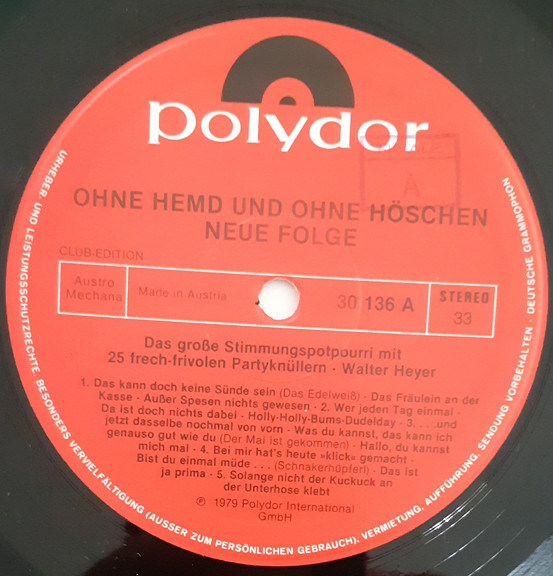 polydor
A
OHNE HEMD UND OHNE HÖSCHEN
NEUE FOLGE
CLUB-EDITION
Austro
Mechana
Made in Austria
30 136 A
STEREO
33
Das große Stimmungspotpourri mit
25 frech-frivolen Partyknüllern · Walter Heyer
1. Das kann doch keine Sünde sein (Das Edelweiß) · Das Fräulein an der
Kasse · Außer Spesen nichts gewesen · 2. Wer jeden Tag einmal ·
Da ist doch nichts dabei · Holly-Holly-Bums-Dudelday · 3. . . .und
jetzt dasselbe nochmal von vorn · Was du kannst, das kann ich
genauso gut wie du (Der Mai ist gekommen) · Hallo, du kannst
mich mal · 4. Bei mir hat's heute »klick« gemacht ·
Bist du einmal müde . . . (Schnakerhüpferl) · Das ist
ja prima · 5. Solange nicht der Kuckuck an
der Unterhose klebt
℗ 1979 Polydor International
GmbH
URHEBER- UND LEISTUNGSSCHUTZRECHTE. BESONDERS VERVIELFÄLTIGUNG (AUSSER ZUM PERSÖNLICHEN GEBRAUCH), VERMIETUNG, AUFFÜHRUNG, SENDUNG VORBEHALTEN · DEUTSCHE GRAMMOPHON